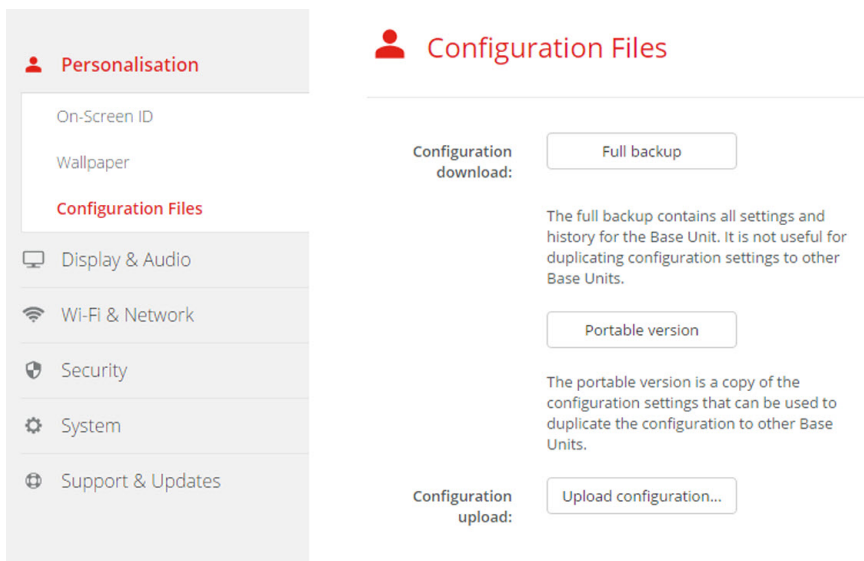 Personalisation
On-Screen ID
Wallpaper
Configuration Files
Display & Audio
Wi-Fi & Network
Security
System
Support & Updates
Configuration Files
Configuration
download:
Full backup
The full backup contains all settings and
history for the Base Unit. It is not useful for
duplicating configuration settings to other
Base Units.
Portable version
The portable version is a copy of the
configuration settings that can be used to
duplicate the configuration to other Base
Units.
Configuration
upload:
Upload configuration...